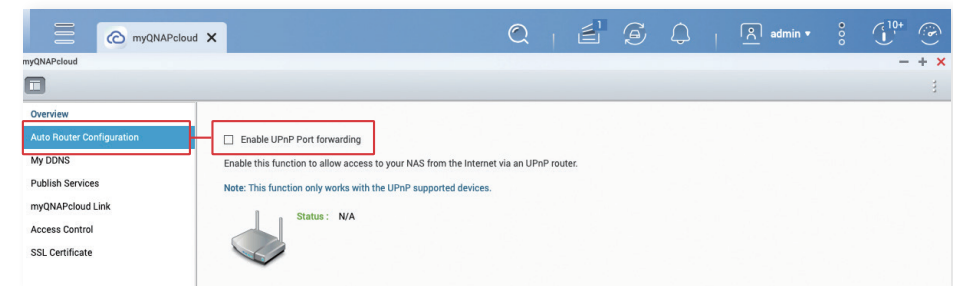 myQNAPcloud
1
admin
10+
myQNAPcloud
Overview
Auto Router Configuration
Enable UPnP Port forwarding
My DDNS
Enable this function to allow access to your NAS from the Internet via an UPnP router.
Publish Services
Note: This function only works with the UPnP supported devices.
myQNAPcloud Link
Status : N/A
Access Control
SSL Certificate